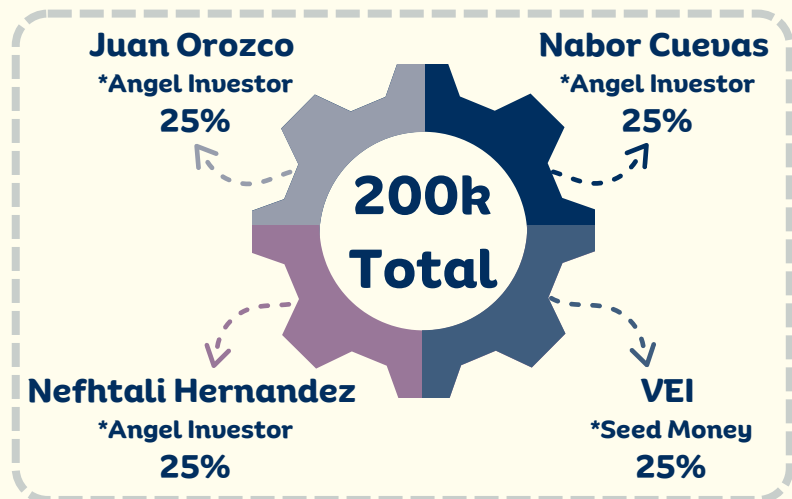 Juan Orozco
*Angel Investor
25%
Nabor Cuevas
*Angel Investor
25%
200k
Total
Nefhtali Hernandez
*Angel Investor
25%
VEI
*Seed Money
25%